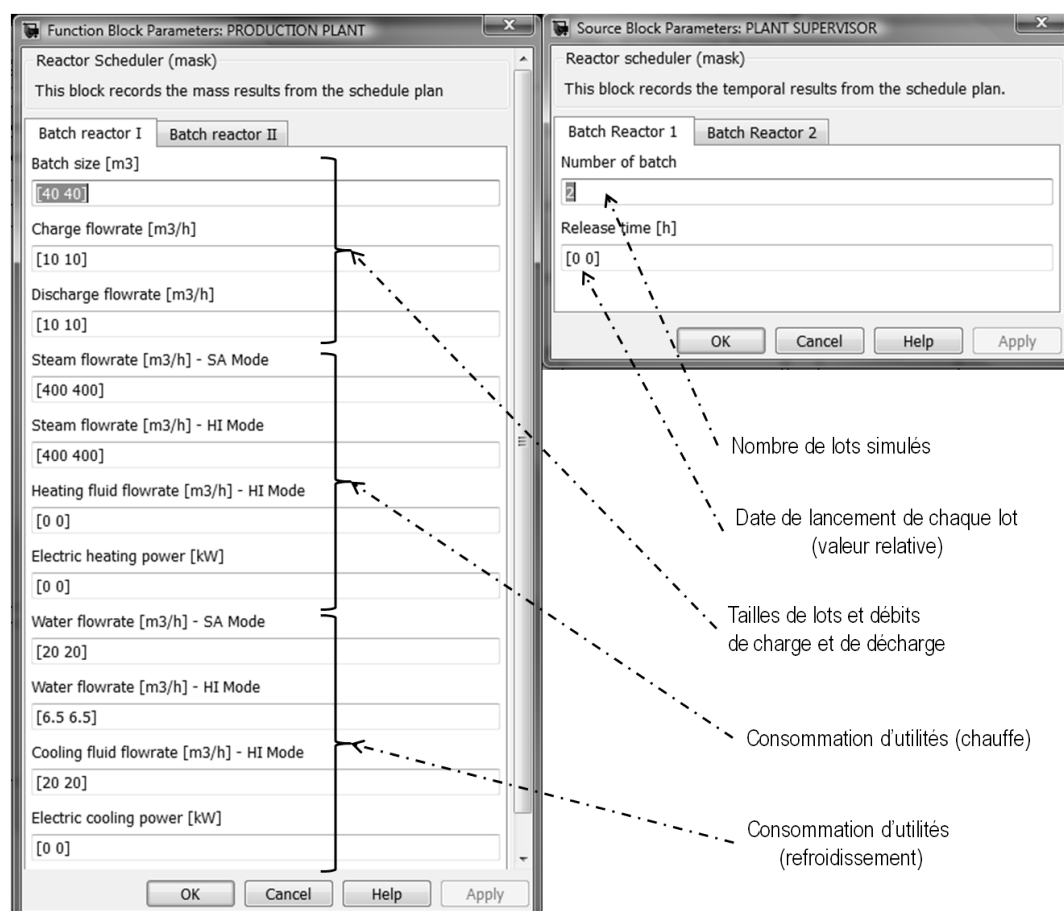 Function Block Parameters: PRODUCTION PLANT
Reactor Scheduler (mask)
This block records the mass results from the schedule plan
Batch reactor I
Batch reactor II
Batch size [m3]
[40 40]
Charge flowrate [m3/h]
[10 10]
Discharge flowrate [m3/h]
[10 10]
Steam flowrate [m3/h] - SA Mode
[400 400]
Steam flowrate [m3/h] - HI Mode
[400 400]
Heating fluid flowrate [m3/h] - HI Mode
[0 0]
Electric heating power [kW]
[0 0]
Water flowrate [m3/h] - SA Mode
[20 20]
Water flowrate [m3/h] - HI Mode
[6.5 6.5]
Cooling fluid flowrate [m3/h] - HI Mode
[20 20]
Electric cooling power [kW]
[0 0]
OK
Cancel
Help
Apply
Source Block Parameters: PLANT SUPERVISOR
Reactor scheduler (mask)
This block records the temporal results from the schedule plan.
Batch Reactor 1
Batch Reactor 2
Number of batch
2
Release time [h]
[0 0]
OK
Cancel
Help
Apply
Nombre de lots simulés
Date de lancement de chaque lot
(valeur relative)
Tailles de lots et débits
de charge et de décharge
Consommation d'utilités (chauffe)
Consommation d'utilités
(refroidissement)